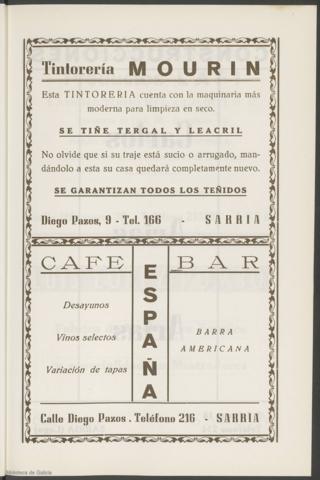 Tintorería MOURIN
Esta TINTORERIA cuenta con la maquinaria más
moderna para limpieza en seco.
SE TIÑE TERGAL Y LEACRIL
No olvide que si su traje está sucio o arrugado, man-
dándolo a esta su casa quedará completamente nuevo.
SE GARANTIZAN TODOS LOS TEÑIDOS
Diego Pazos, 9 - Tel. 166 - SARRIA
CAFE BAR
ESPAÑA
Desayunos
Vinos selectos
Variación de tapas
BARRA
AMERICANA
Calle Diego Pazos . Teléfono 216 - SARRIA
Biblioteca de Galicia